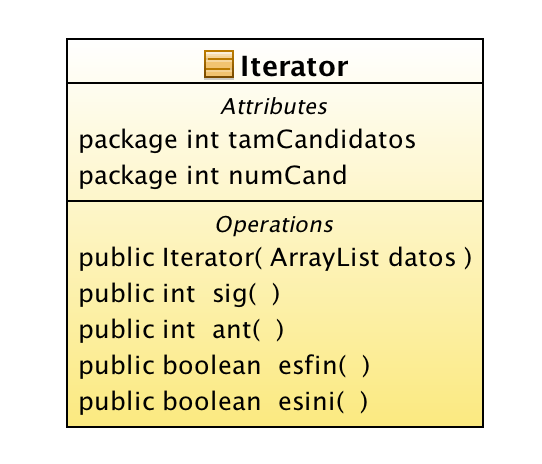 Iterator
Attributes
package int tamCandidatos
package int numCand
Operations
public Iterator( ArrayList datos )
public int  sig(  )
public int  ant(  )
public boolean  esfin(  )
public boolean  esini(  )